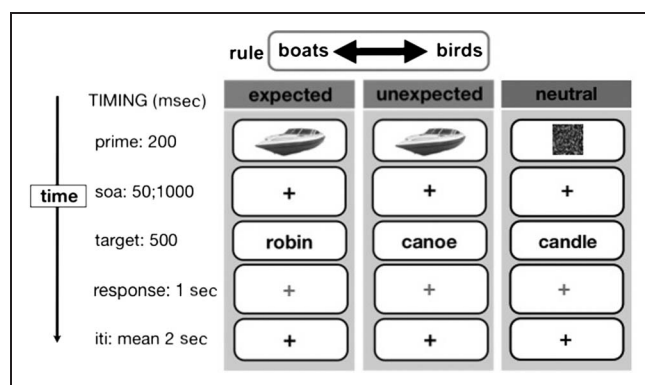 rule boats birds
TIMING (msec) expected unexpected neutral
prime: 200
soa: 50;1000 + + +
time
target: 500 robin canoe candle
response: 1 sec + + +
iti: mean 2 sec + + +